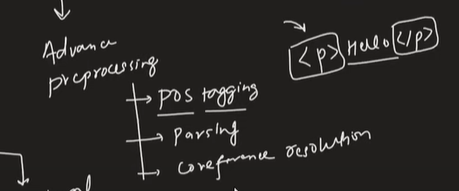 Advance
preprocessing
<p> Hello </p>
pos tagging
parsing
coreference resolution